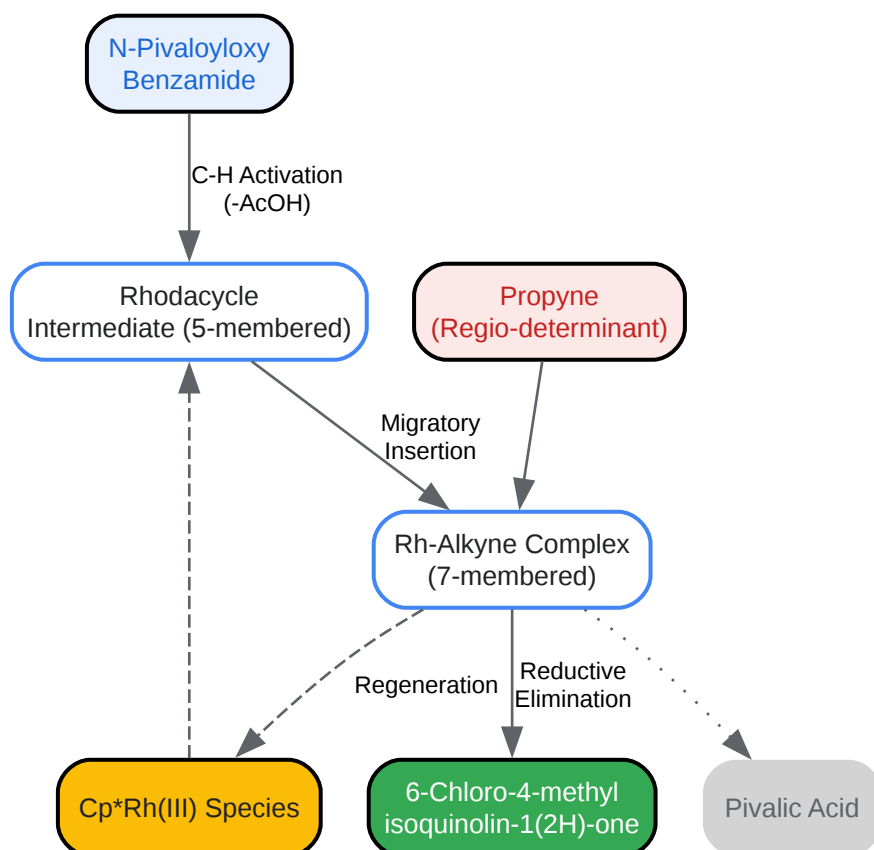 N-Pivaloyloxy
Benzamide
C-H Activation
(-AcOH)
Rhodacycle
Intermediate (5-membered)
Propyne
(Regio-determinant)
Migratory
Insertion
Rh-Alkyne Complex
(7-membered)
Regeneration
Reductive
Elimination
Cp*Rh(III) Species
6-Chloro-4-methyl
isoquinolin-1(2H)-one
Pivalic Acid